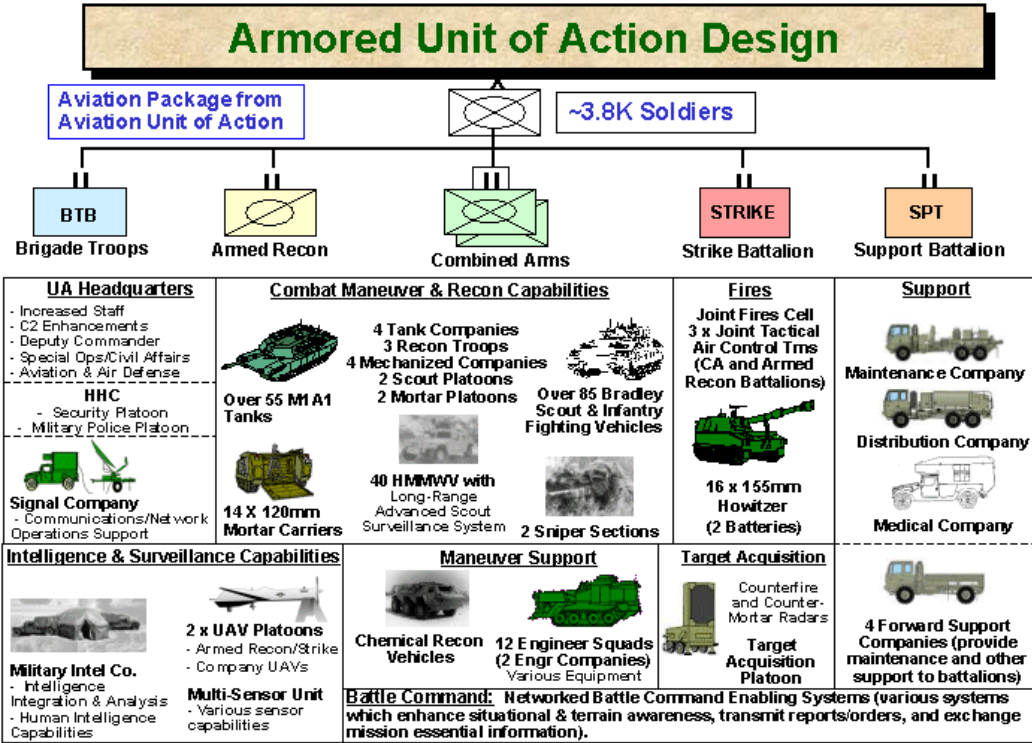 Armored Unit of Action Design
Aviation Package from
Aviation Unit of Action
X
~3.8K Soldiers
II
II
II
II
II
BTB
STRIKE
SPT
Brigade Troops
Armed Recon
Combined Arms
Strike Battalion
Support Battalion
UA Headquarters
- Increased Staff
- C2 Enhancements
- Deputy Commander
- Special Ops/Civil Affairs
- Aviation & Air Defense
HHC
- Security Platoon
- Military Police Platoon
Signal Company
- Communications/Network
Operations Support
Combat Maneuver & Recon Capabilities
4 Tank Companies
3 Recon Troops
4 Mechanized Companies
2 Scout Platoons
2 Mortar Platoons
Over 55 M1A1
Tanks
Over 85 Bradley
Scout & Infantry
Fighting Vehicles
14 X 120mm
Mortar Carriers
40 HMMWV with
Long-Range
Advanced Scout
Surveillance System
2 Sniper Sections
Fires
Joint Fires Cell
3 x Joint Tactical
Air Control Tms
(CA and Armed
Recon Battalions)
16 x 155mm
Howitzer
(2 Batteries)
Support
Maintenance Company
Distribution Company
Medical Company
4 Forward Support
Companies (provide
maintenance and other
support to battalions)
Intelligence & Surveillance Capabilities
Military Intel Co.
- Intelligence
Integration & Analysis
- Human Intelligence
Capabilities
2 x UAV Platoons
- Armed Recon/Strike
- Company UAVs
Multi-Sensor Unit
- Various sensor
capabilities
Maneuver Support
Chemical Recon
Vehicles
12 Engineer Squads
(2 Engr Companies)
Various Equipment
Target Acquisition
Counterfire
and Counter-
Mortar Radars
Target
Acquisition
Platoon
Battle Command: Networked Battle Command Enabling Systems (various systems
which enhance situational & terrain awareness, transmit reports/orders, and exchange
mission essential information).